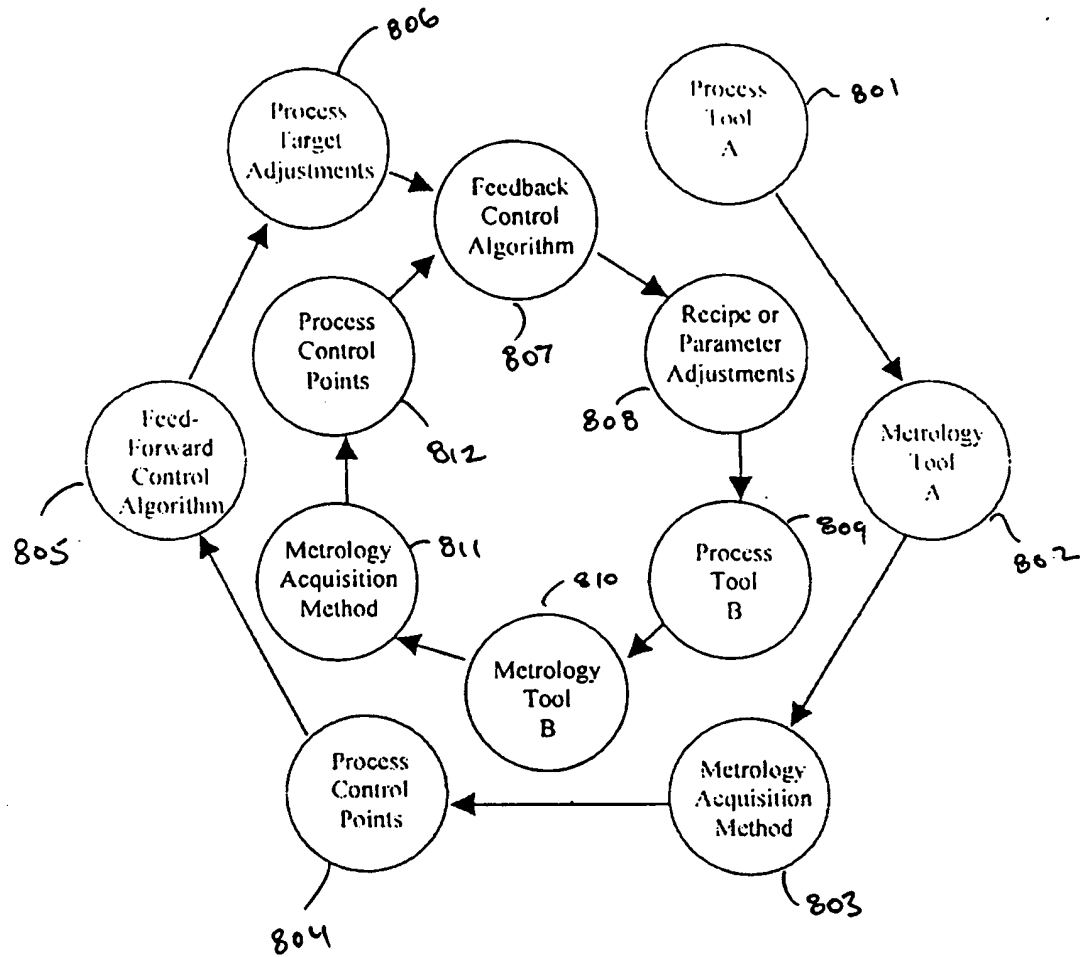 806
Process
Target
Adjustments
Process
Tool
A
801
Feedback
Control
Algorithm
807
Process
Control
Points
812
Recipe or
Parameter
Adjustments
808
Feed-
Forward
Control
Algorithm
805
Metrology
Tool
A
802
Metrology
Acquisition
Method
811
Process
Tool
B
809
810
Metrology
Tool
B
Process
Control
Points
804
Metrology
Acquisition
Method
803